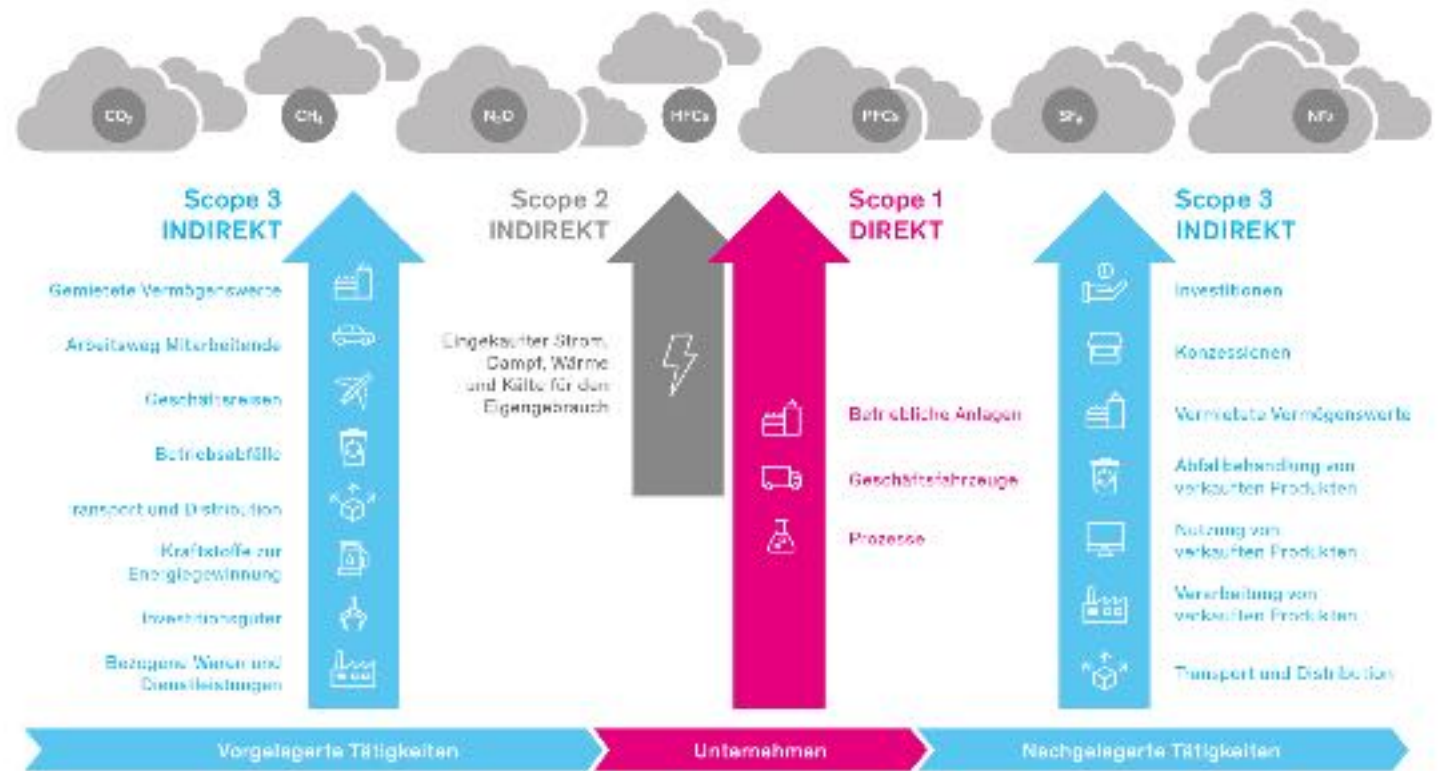 CO₂
CH₄
N₂O
HFCs
PFCs
SF₆
NF₃
Scope 3
INDIREKT
Gemietete Vermögenswerte
Arbeitsweg Mitarbeitende
Geschäftsreisen
Betriebsabfälle
Transport und Distribution
Kraftstoffe zur
Energiegewinnung
Investitionsgüter
Bezogene Waren und
Dienstleistungen
Scope 2
INDIREKT
Eingekaufter Strom,
Dampf, Wärme
und Kälte für den
Eigengebrauch
Scope 1
DIREKT
Betriebliche Anlagen
Geschäftsfahrzeuge
Prozesse
Scope 3
INDIREKT
Investitionen
Konzessionen
Vermietete Vermögenswerte
Abfallbehandlung von
verkauften Produkten
Nutzung von
verkauften Produkten
Verarbeitung von
verkauften Produkten
Transport und Distribution
Vorgelagerte Tätigkeiten
Unternehmen
Nachgelagerte Tätigkeiten